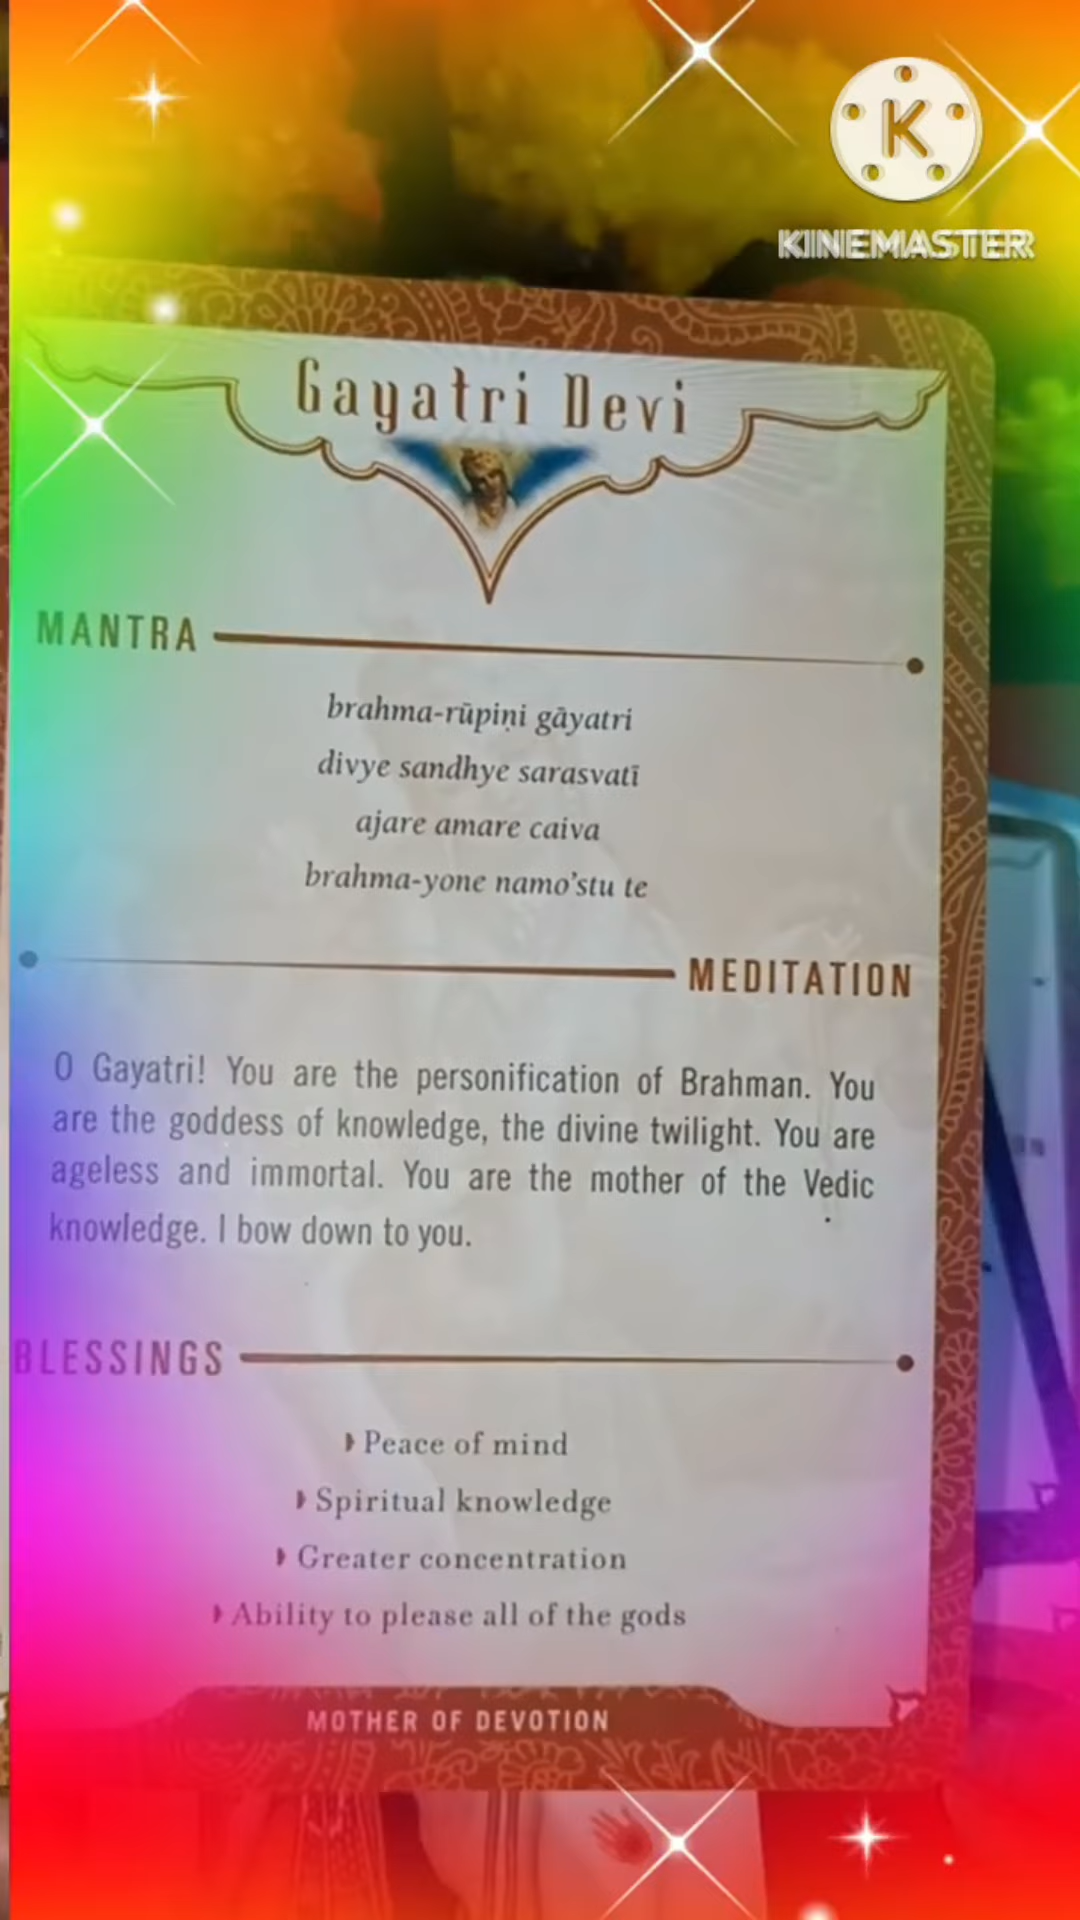 K
KINEMASTER
Gayatri Devi
MANTRA
brahma-rūpiṇi gāyatri
divye sandhye sarasvatī
ajare amare caiva
brahma-yone namo’stu te
MEDITATION
O Gayatri! You are the personification of Brahman. You
are the goddess of knowledge, the divine twilight. You are
ageless and immortal. You are the mother of the Vedic
knowledge. I bow down to you.
BLESSINGS
Peace of mind
Spiritual knowledge
Greater concentration
Ability to please all of the gods
MOTHER OF DEVOTION